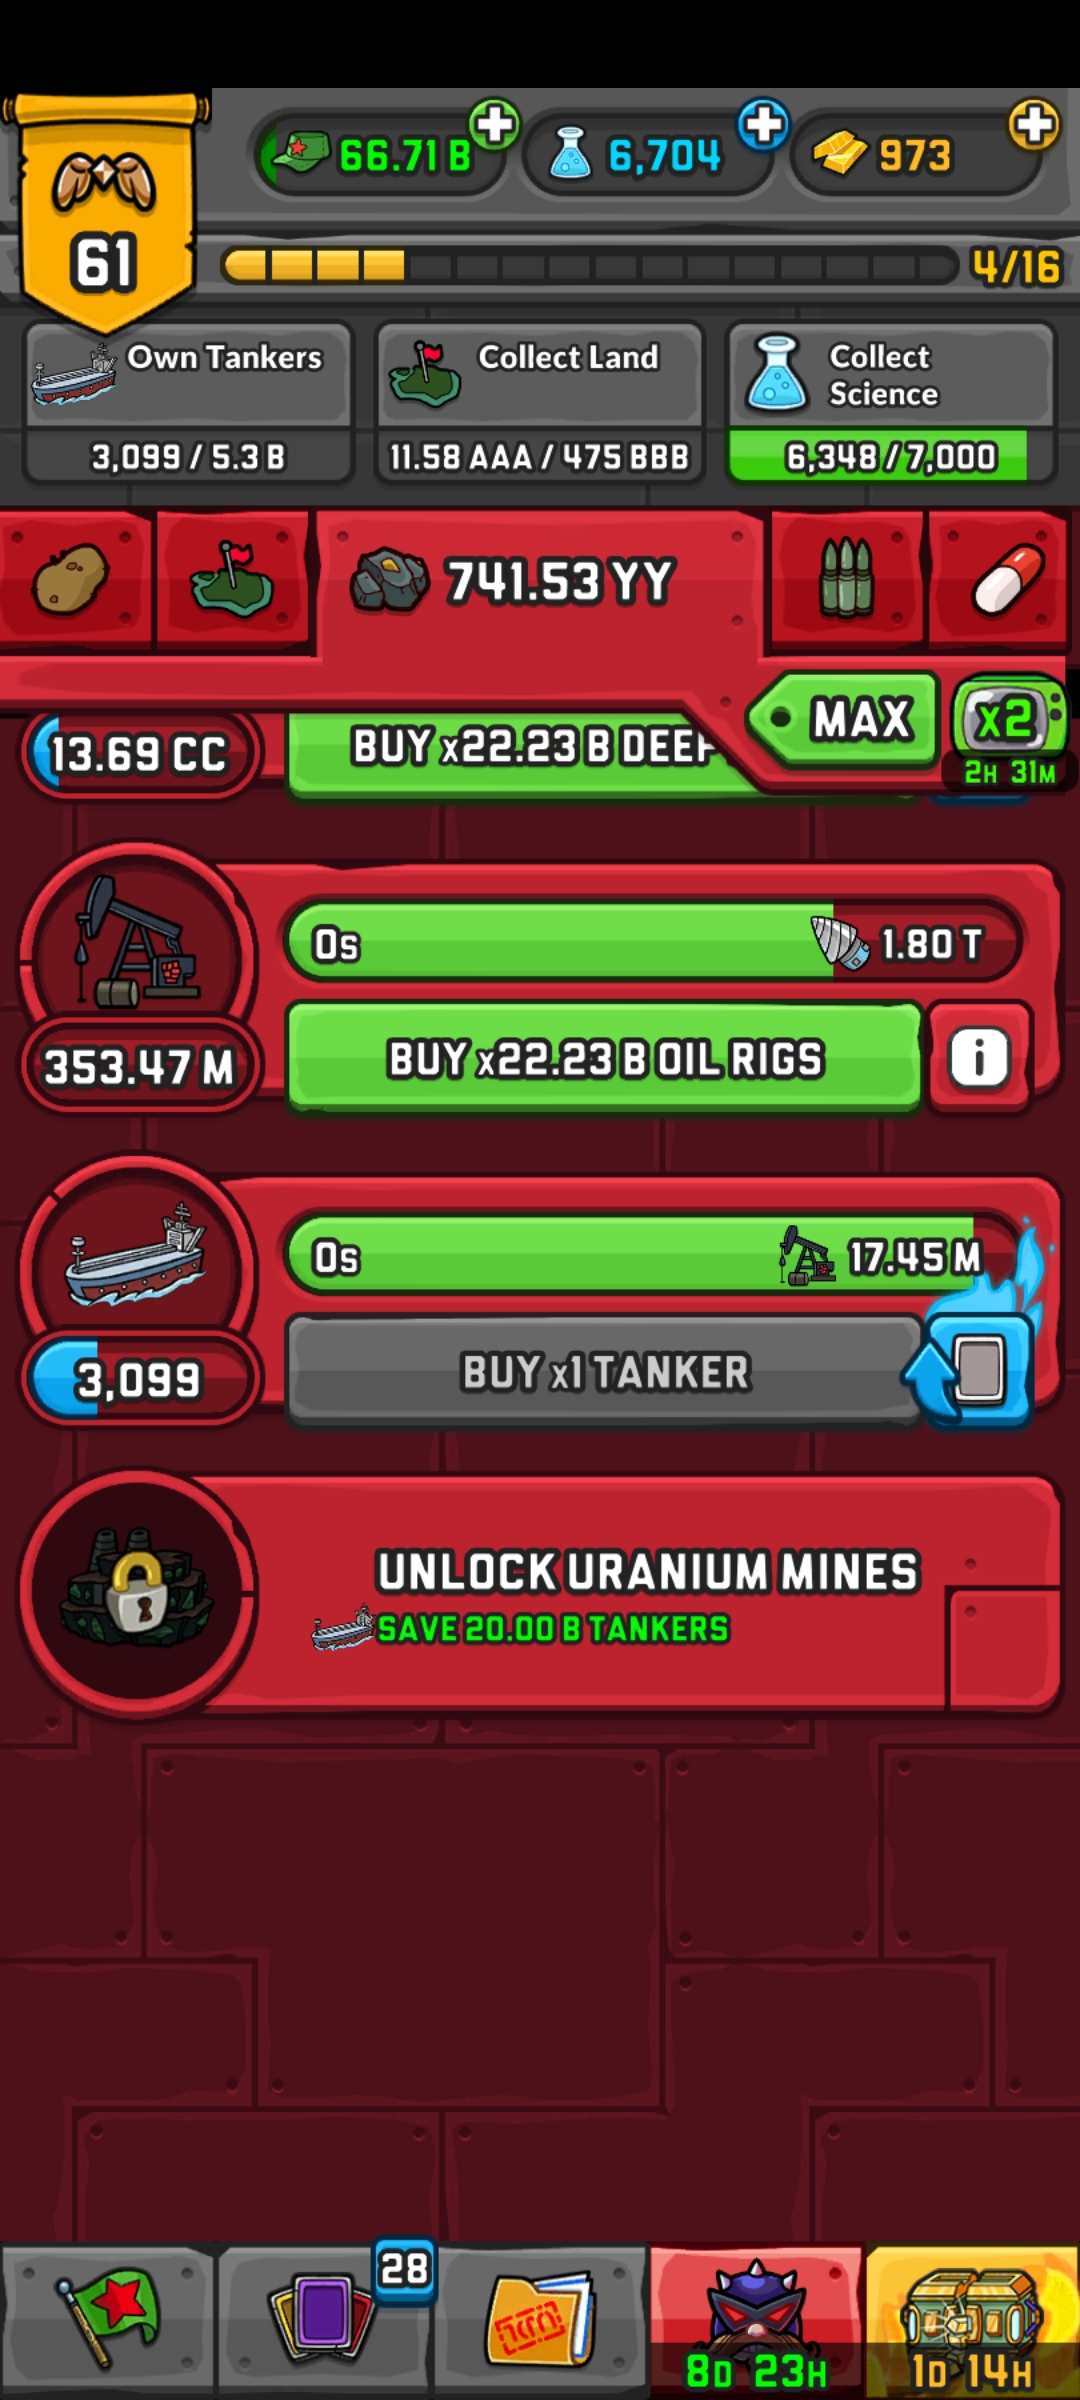 66.71 B
6,704
973
61
4/16
Own Tankers
3,099 / 5.3 B
Collect Land
11.58 AAA / 475 BBB
Collect
Science
6,348 / 7,000
741.53 YY
MAX
x2
2H 31M
13.69 CC
BUY x22.23 B DEEP
0s
1.80 T
353.47 M
BUY x22.23 B OIL RIGS
i
0s
17.45 M
3,099
BUY x1 TANKER
UNLOCK URANIUM MINES
SAVE 20.00 B TANKERS
28
8D 23H
1D 14H